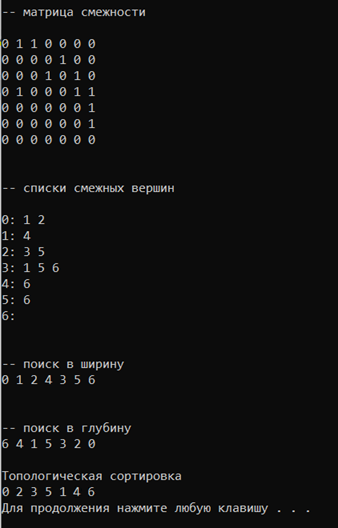 -- матрица смежности
0 1 1 0 0 0 0
0 0 0 0 1 0 0
0 0 0 1 0 1 0
0 1 0 0 0 1 1
0 0 0 0 0 0 1
0 0 0 0 0 0 1
0 0 0 0 0 0 0
-- списки смежных вершин
0: 1 2
1: 4
2: 3 5
3: 1 5 6
4: 6
5: 6
6:
-- поиск в ширину
0 1 2 4 3 5 6
-- поиск в глубину
6 4 1 5 3 2 0
Топологическая сортировка
0 2 3 5 1 4 6
Для продолжения нажмите любую клавишу . . .